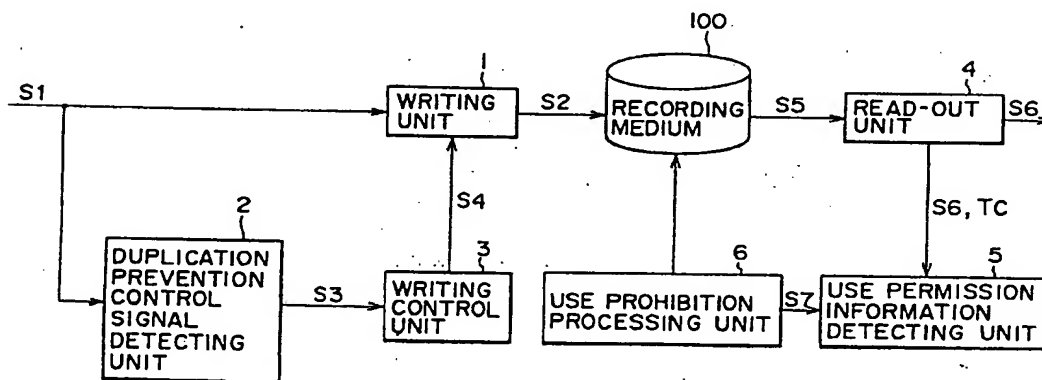 100
1
4
S1
WRITING
UNIT
S2
RECORDING
MEDIUM
S5
READ-OUT
UNIT
S6
S4
S6, TC
2
3
6
5
DUPLICATION
PREVENTION
CONTROL
SIGNAL
DETECTING
UNIT
S3
WRITING
CONTROL
UNIT
USE PROHIBITION
PROCESSING UNIT
S7
USE PERMISSION
INFORMATION
DETECTING UNIT